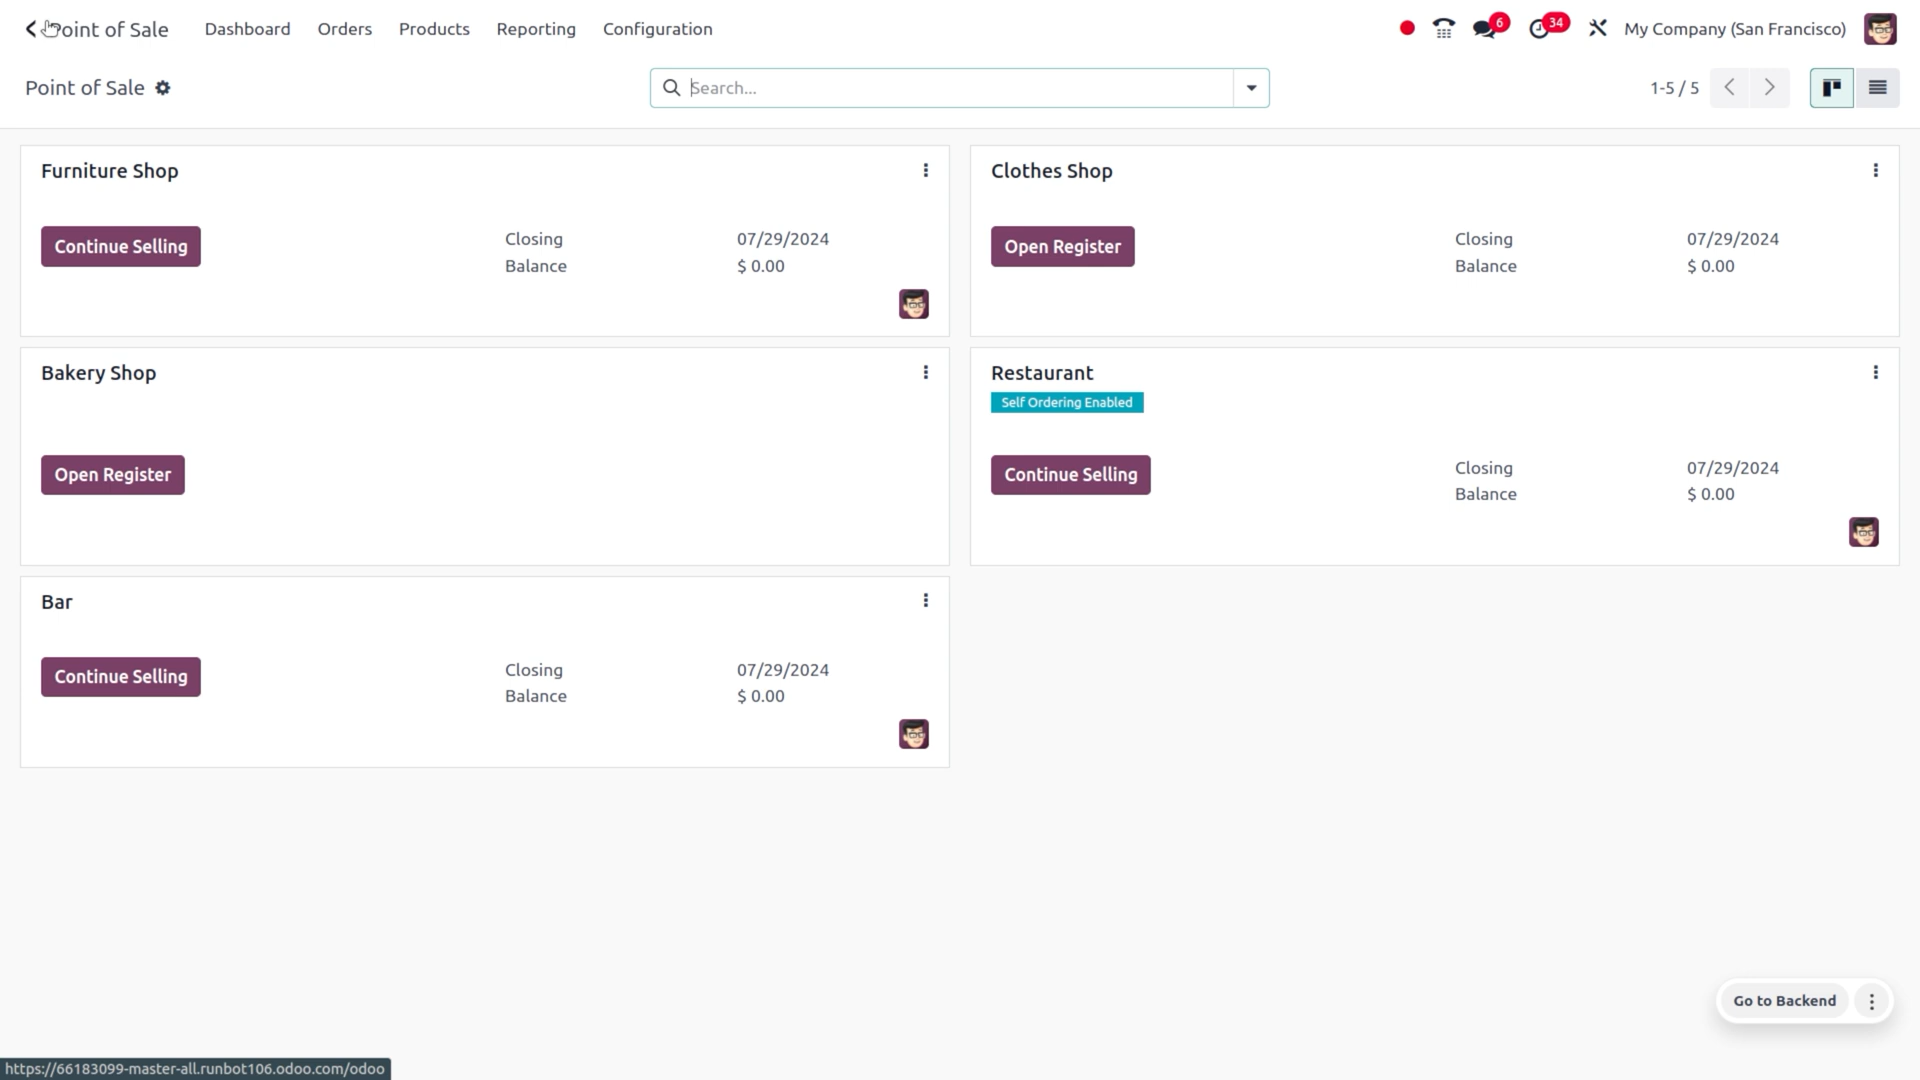 Point of Sale Dashboard Orders Products Reporting Configuration 6 34 My Company (San Francisco)
Point of Sale Search... 1-5 / 5
Furniture Shop
Continue Selling
Closing 07/29/2024
Balance $ 0.00
Clothes Shop
Open Register
Closing 07/29/2024
Balance $ 0.00
Bakery Shop
Open Register
Restaurant
Self Ordering Enabled
Continue Selling
Closing 07/29/2024
Balance $ 0.00
Bar
Continue Selling
Closing 07/29/2024
Balance $ 0.00
Go to Backend
https://66183099-master-all.runbot106.odoo.com/odoo